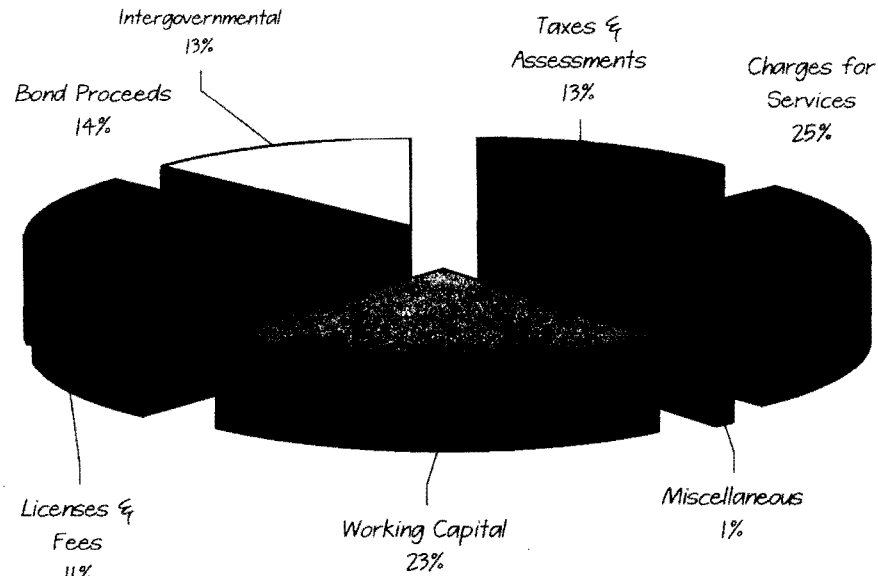 Intergovernmental
13%
Taxes &
Assessments
13%
Charges for
Services
25%
Bond Proceeds
14%
Licenses &
Fees
11%
Working Capital
23%
Miscellaneous
1%